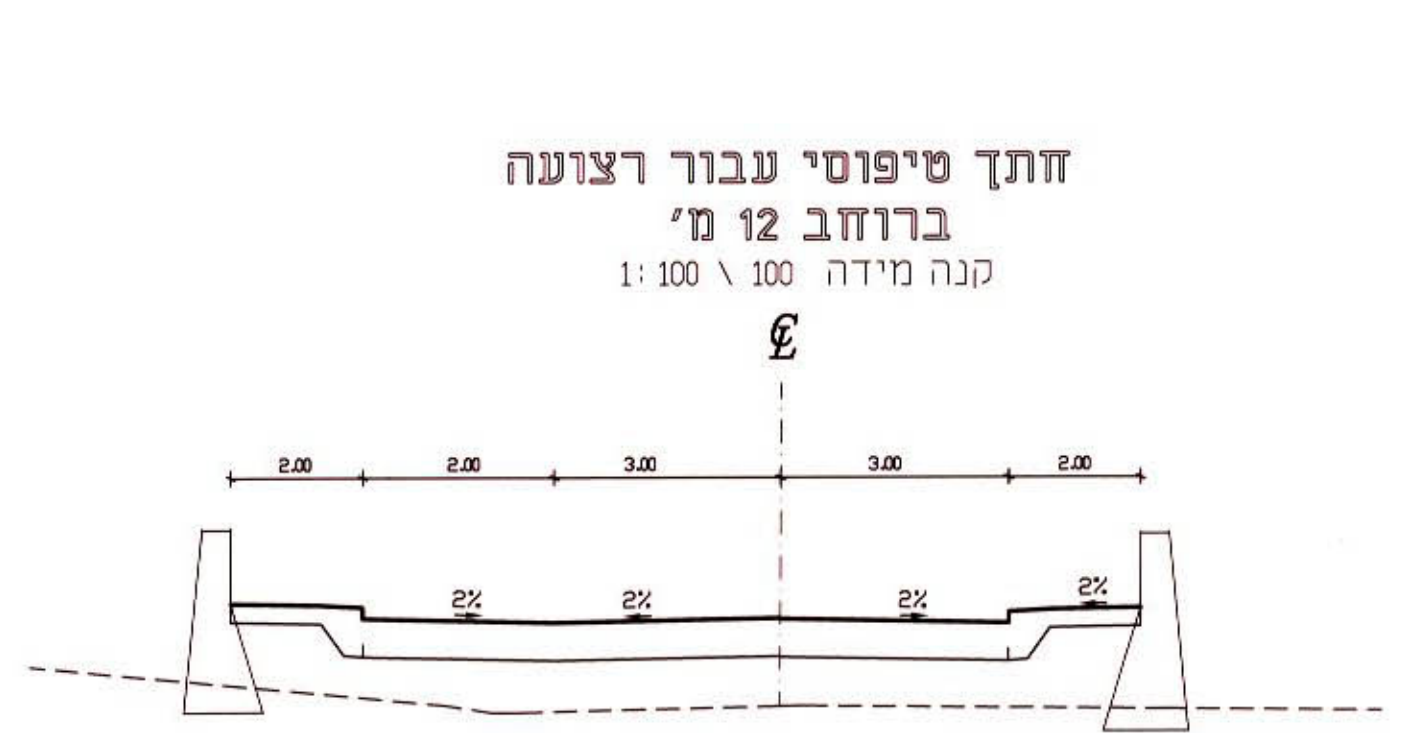 חתך טיפוסי עבור רצועה
ברוחב 12 מ'
קנה מידה 100 \ 100 :1
℄
2.00 2.00 3.00 3.00 2.00
2% 2% 2% 2%